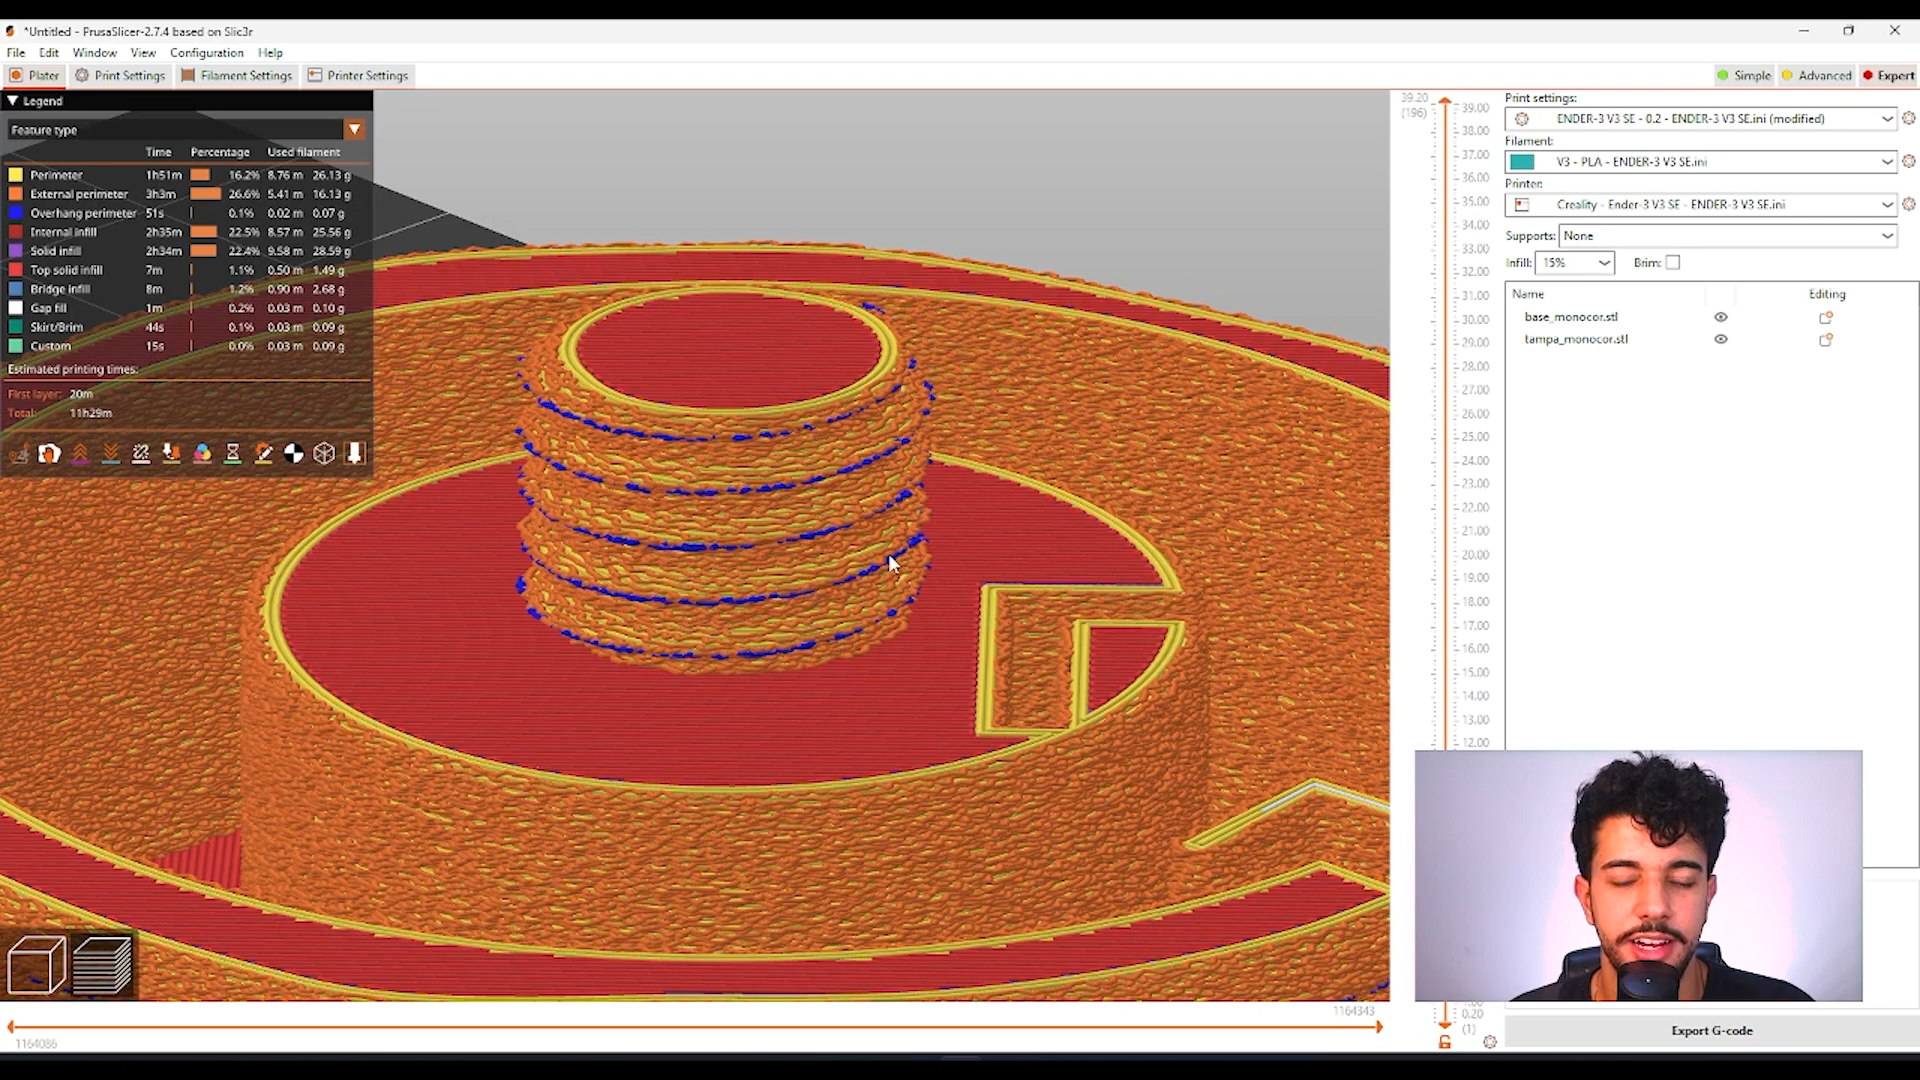 *Untitled - PrusaSlicer-2.7.4 based on Slic3r
File Edit Window View Configuration Help
Plater Print Settings Filament Settings Printer Settings Simple Advanced Expert
Legend
Feature type
Time Percentage Used filament
Perimeter 1h51m 16.2% 8.76 m 26.13 g
External perimeter 3h3m 26.6% 5.41 m 16.13 g
Overhang perimeter 51s 0.1% 0.02 m 0.07 g
Internal infill 2h35m 22.5% 8.57 m 25.56 g
Solid infill 2h34m 22.4% 9.58 m 28.59 g
Top solid infill 7m 1.1% 0.50 m 1.49 g
Bridge infill 8m 1.2% 0.90 m 2.68 g
Gap fill 1m 0.2% 0.03 m 0.10 g
Skirt/Brim 44s 0.1% 0.03 m 0.09 g
Custom 15s 0.0% 0.03 m 0.09 g
Estimated printing times:
First layer: 20m
Total: 11h29m
39.20
(196)
39.00
38.00
37.00
36.00
35.00
34.00
33.00
32.00
31.00
30.00
29.00
28.00
27.00
26.00
25.00
24.00
23.00
22.00
21.00
20.00
19.00
18.00
17.00
16.00
15.00
14.00
13.00
12.00
0.20
(1)
Print settings:
ENDER-3 V3 SE - 0.2 - ENDER-3 V3 SE.ini (modified)
Filament:
V3 - PLA - ENDER-3 V3 SE.ini
Printer:
Creality - Ender-3 V3 SE - ENDER-3 V3 SE.ini
Supports: None
Infill: 15% Brim:
Name Editing
base_monocor.stl
tampa_monocor.stl
1164343
1164086
Export G-code